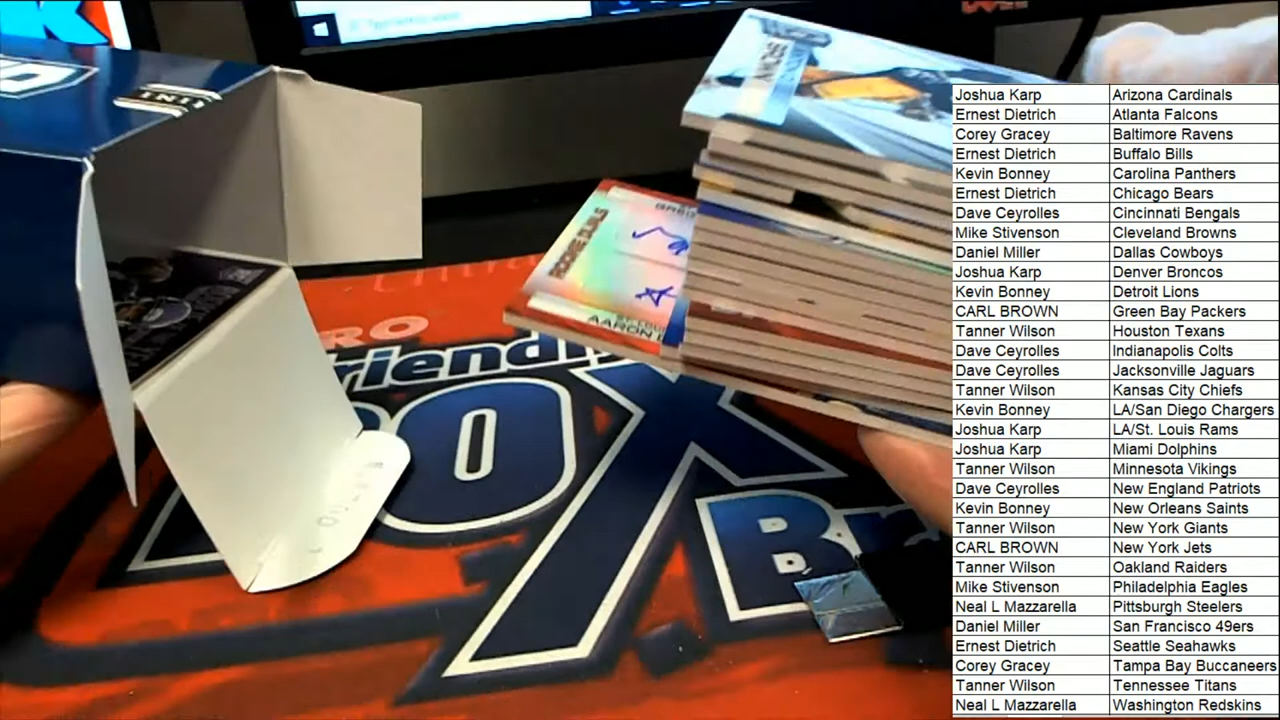 Joshua Karp Arizona Cardinals
Ernest Dietrich Atlanta Falcons
Corey Gracey Baltimore Ravens
Ernest Dietrich Buffalo Bills
Kevin Bonney Carolina Panthers
Ernest Dietrich Chicago Bears
Dave Ceyrolles Cincinnati Bengals
Mike Stivenson Cleveland Browns
Daniel Miller Dallas Cowboys
Joshua Karp Denver Broncos
Kevin Bonney Detroit Lions
CARL BROWN Green Bay Packers
Tanner Wilson Houston Texans
Dave Ceyrolles Indianapolis Colts
Dave Ceyrolles Jacksonville Jaguars
Tanner Wilson Kansas City Chiefs
Kevin Bonney LA/San Diego Chargers
Joshua Karp LA/St. Louis Rams
Joshua Karp Miami Dolphins
Tanner Wilson Minnesota Vikings
Dave Ceyrolles New England Patriots
Kevin Bonney New Orleans Saints
Tanner Wilson New York Giants
CARL BROWN New York Jets
Tanner Wilson Oakland Raiders
Mike Stivenson Philadelphia Eagles
Neal L Mazzarella Pittsburgh Steelers
Daniel Miller San Francisco 49ers
Ernest Dietrich Seattle Seahawks
Corey Gracey Tampa Bay Buccaneers
Tanner Wilson Tennessee Titans
Neal L Mazzarella Washington Redskins
AARON